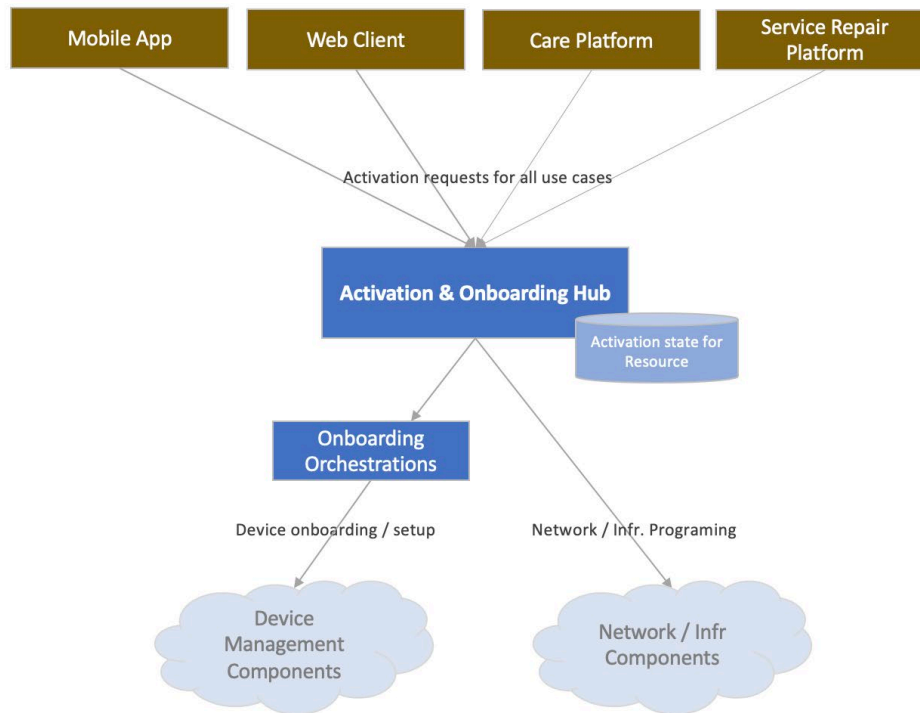 Mobile App
Web Client
Care Platform
Service Repair
Platform
Activation requests for all use cases
Activation & Onboarding Hub
Activation state for
Resource
Onboarding
Orchestrations
Device onboarding / setup
Network / Infr. Programing
Device
Management
Components
Network / Infr
Components